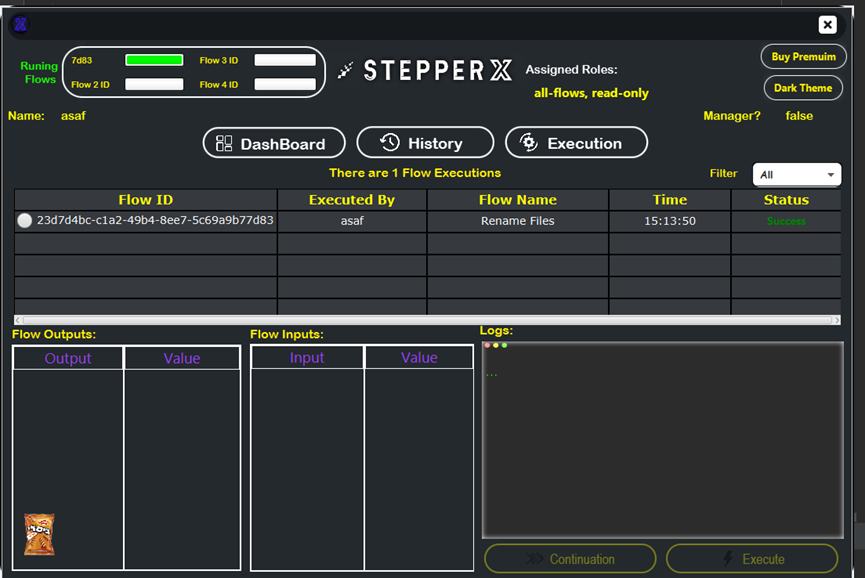 Runing
Flows
7d83
Flow 3 ID
Flow 2 ID
Flow 4 ID
STEPPER X
Assigned Roles:
all-flows, read-only
Buy Premuim
Dark Theme
Name: asaf
Manager? false
DashBoard
History
Execution
There are 1 Flow Executions
Filter
All
Flow ID Executed By Flow Name Time Status
23d7d4bc-c1a2-49b4-8ee7-5c69a9b77d83 asaf Rename Files 15:13:50 Success
Flow Outputs:
Flow Inputs:
Logs:
Output Value
Input Value
...
ביסלי
Continuation
Execute